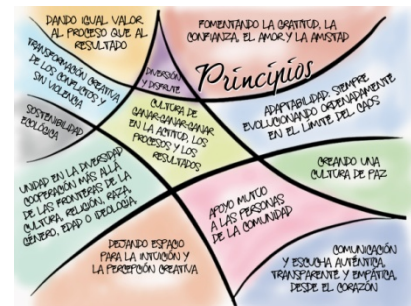 DANDO IGUAL VALOR
AL PROCESO QUE AL
RESULTADO
FOMENTANDO LA GRATITUD, LA
CONFIANZA, EL AMOR Y LA AMISTAD
TRANSFORMACIÓN CREATIVA
DE LOS CONFLICTOS Y
SIN VIOLENCIA
DIVERSIÓN
Y DISFRUTE
Principios
SOSTENIBILIDAD
ECOLÓGICA
CULTURA DE
GANAR-GANAR-GANAR
EN LA ACTITUD, LOS
PROCESOS Y LOS
RESULTADOS
ADAPTABILIDAD: SIEMPRE
EVOLUCIONANDO ORDENADAMENTE
EN EL LÍMITE DEL CAOS
UNIDAD EN LA DIVERSIDAD
COOPERACIÓN MÁS ALLÁ
DE LAS FRONTERAS DE LA
CULTURA, RELIGIÓN, RAZA,
GÉNERO, EDAD O IDEOLOGÍA
CREANDO UNA
CULTURA DE PAZ
APOYO MUTUO
A LAS PERSONAS
DE LA COMUNIDAD
DEJANDO ESPACIO
PARA LA INTUICIÓN Y
LA PERCEPCIÓN CREATIVA
COMUNICACIÓN
Y ESCUCHA AUTÉNTICA,
TRANSPARENTE Y EMPÁTICA,
DESDE EL CORAZÓN